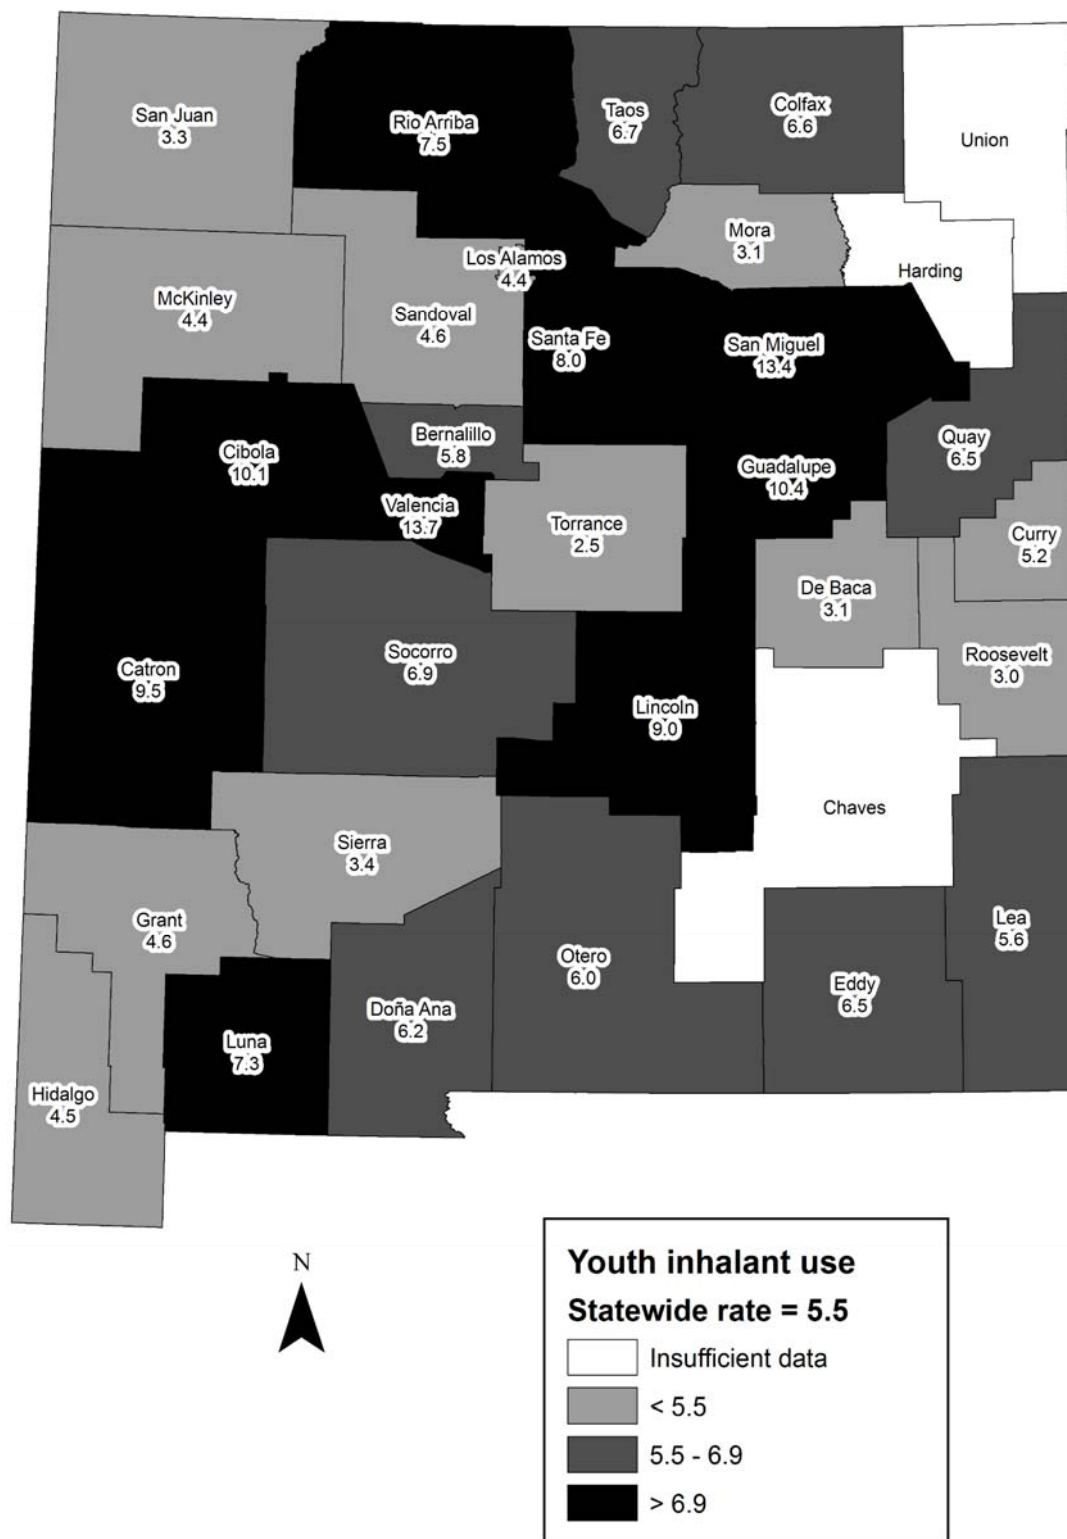 San Juan
3.3
Rio Arriba
7.5
Taos
6.7
Colfax
6.6
Union
Mora
3.1
Los Alamos
4.4
Harding
McKinley
4.4
Sandoval
4.6
Santa Fe
8.0
San Miguel
13.4
Cibola
10.1
Bernalillo
5.8
Quay
6.5
Guadalupe
10.4
Valencia
13.7
Torrance
2.5
Curry
5.2
De Baca
3.1
Catron
9.5
Socorro
6.9
Roosevelt
3.0
Lincoln
9.0
Chaves
Sierra
3.4
Grant
4.6
Lea
5.6
Otero
6.0
Eddy
6.5
Doña Ana
6.2
Luna
7.3
Hidalgo
4.5
N
Youth inhalant use
Statewide rate = 5.5
Insufficient data
< 5.5
5.5 - 6.9
> 6.9